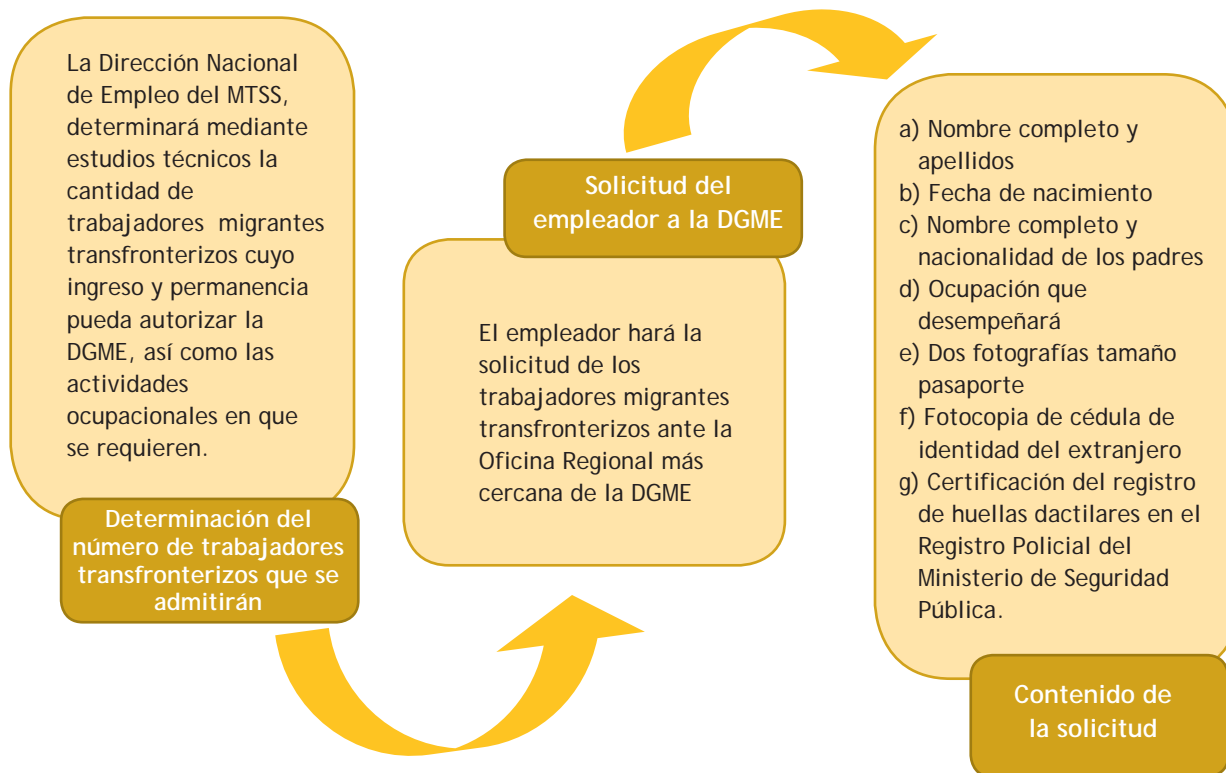 La Dirección Nacional
de Empleo del MTSS,
determinará mediante
estudios técnicos la
cantidad de
trabajadores migrantes
transfronterizos cuyo
ingreso y permanencia
pueda autorizar la
DGME, así como las
actividades
ocupacionales en que
se requieren.
Determinación del
número de trabajadores
transfronterizos que se
admitirán
Solicitud del
empleador a la DGME
El empleador hará la
solicitud de los
trabajadores migrantes
transfronterizos ante la
Oficina Regional más
cercana de la DGME
a) Nombre completo y
apellidos
b) Fecha de nacimiento
c) Nombre completo y
nacionalidad de los padres
d) Ocupación que
desempeñará
e) Dos fotografías tamaño
pasaporte
f) Fotocopia de cédula de
identidad del extranjero
g) Certificación del registro
de huellas dactilares en el
Registro Policial del
Ministerio de Seguridad
Pública.
Contenido de
la solicitud